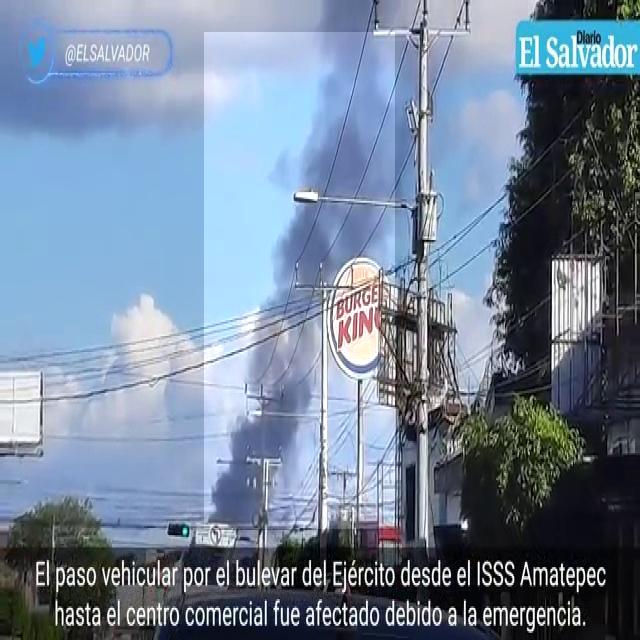 @ELSALVADOR
Diario
El Salvador
BURGER
KING
El paso vehicular por el bulevar del Ejército desde el ISSS Amatepec
hasta el centro comercial fue afectado debido a la emergencia.